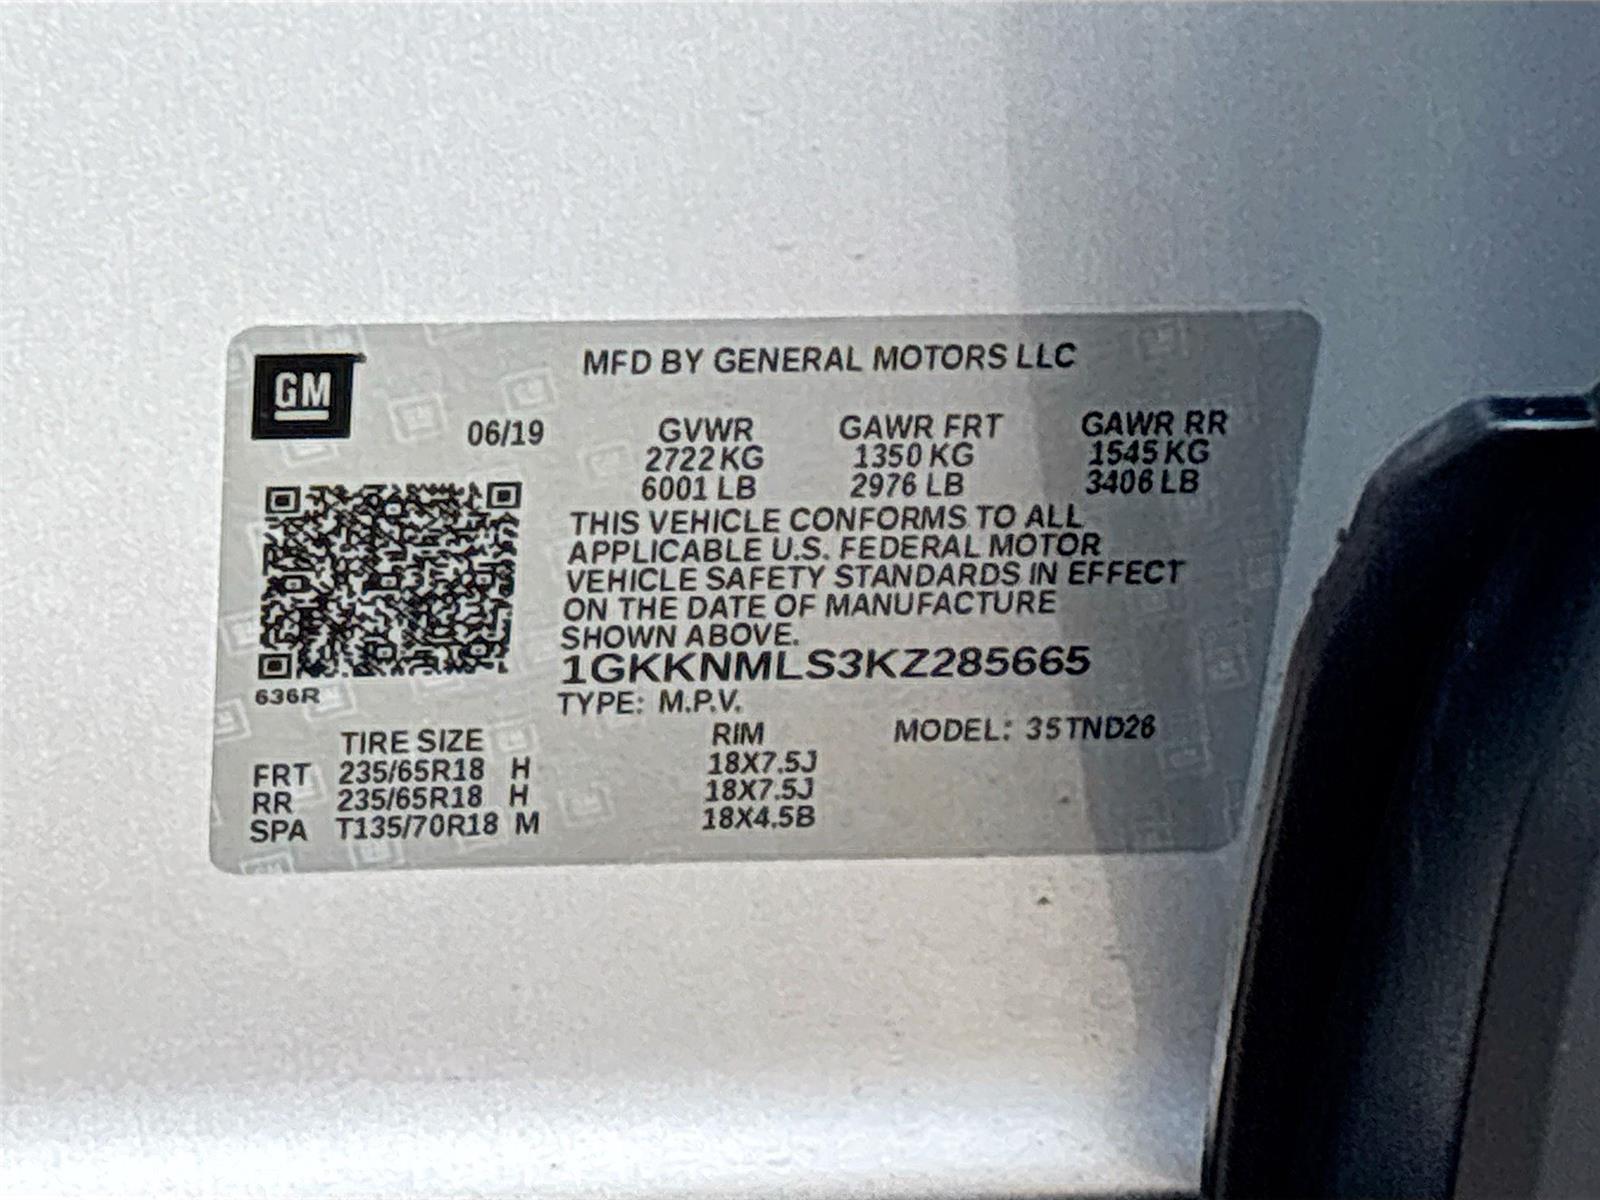 GM
MFD BY GENERAL MOTORS LLC
06/19
GVWR GAWR FRT GAWR RR
2722 KG 1350 KG 1545 KG
6001 LB 2976 LB 3406 LB
THIS VEHICLE CONFORMS TO ALL
APPLICABLE U.S. FEDERAL MOTOR
VEHICLE SAFETY STANDARDS IN EFFECT
ON THE DATE OF MANUFACTURE
SHOWN ABOVE.
1GKKNMLS3KZ285665
636R
TYPE: M.P.V.
TIRE SIZE RIM MODEL: 35TND26
FRT 235/65R18 H 18X7.5J
RR 235/65R18 H 18X7.5J
SPA T135/70R18 M 18X4.5B